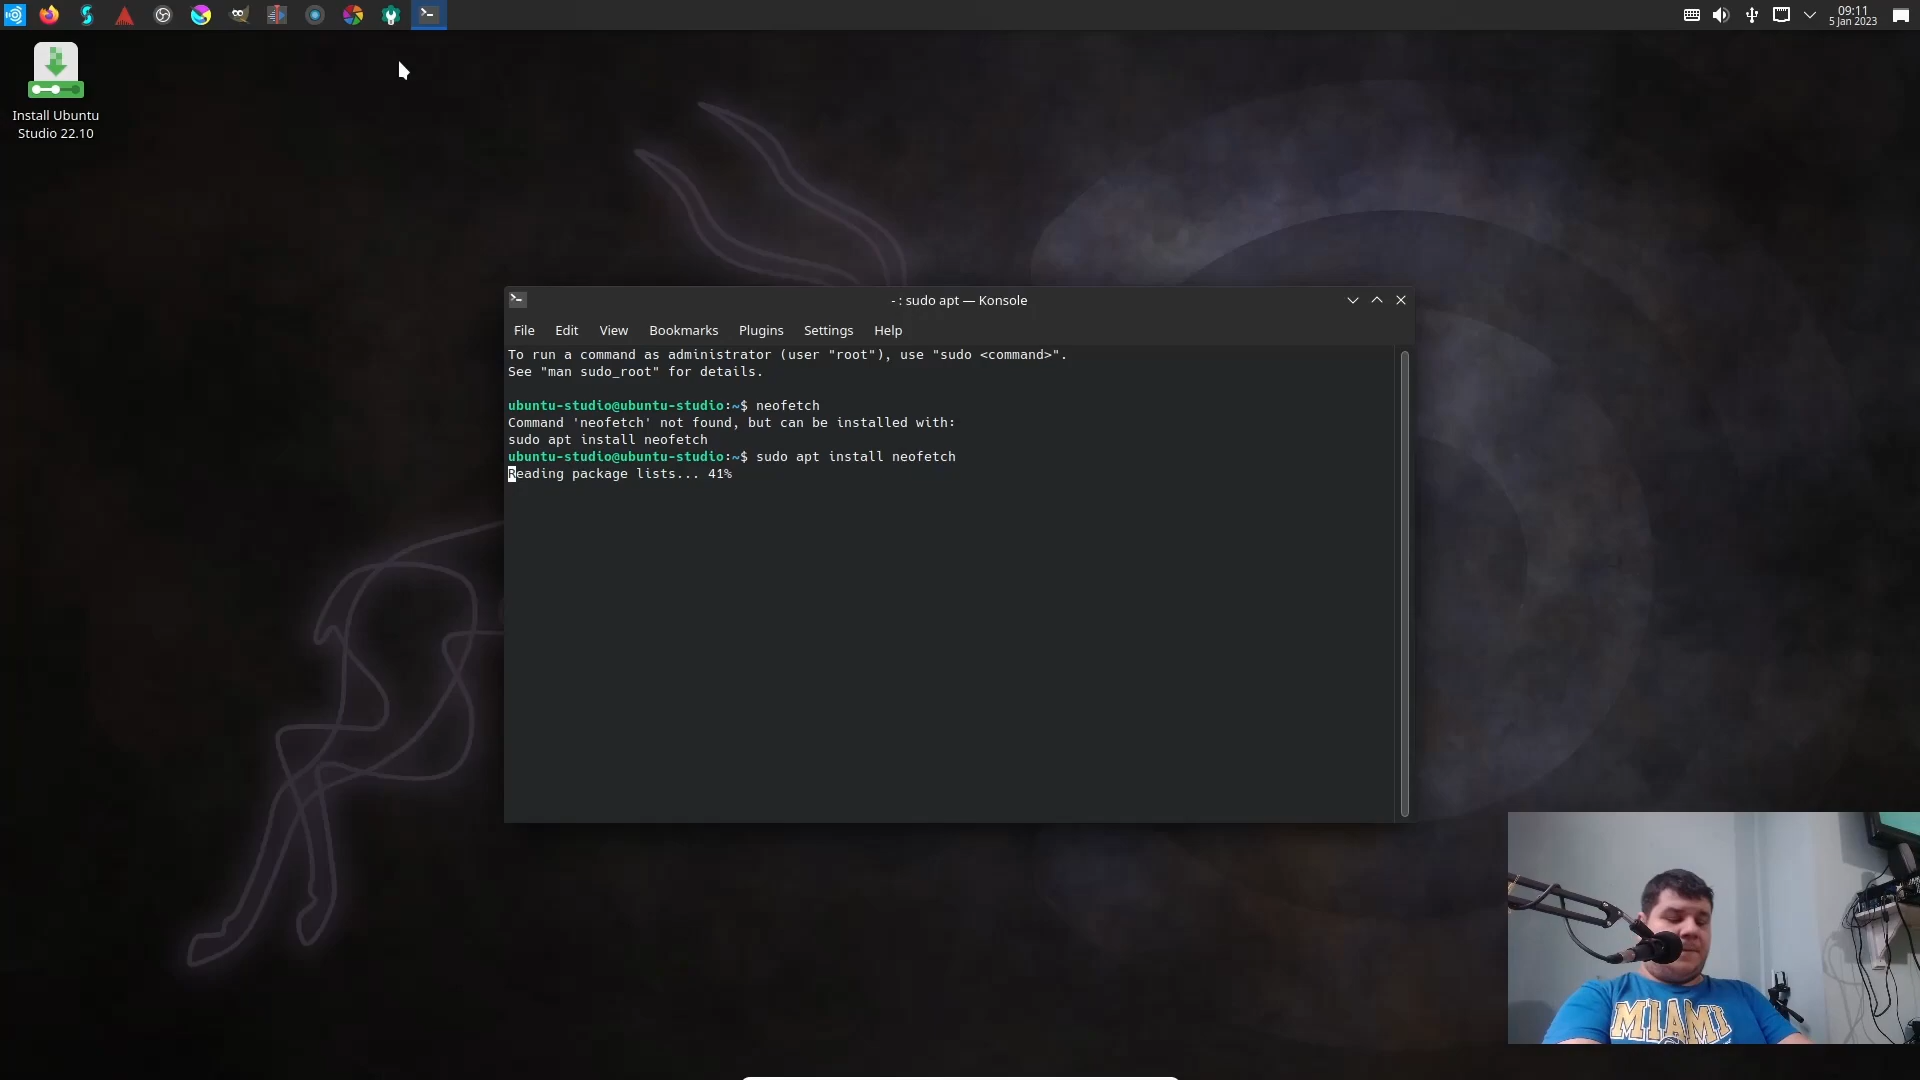 09:11
5 Jan 2023
Install Ubuntu
Studio 22.10
- : sudo apt — Konsole
File Edit View Bookmarks Plugins Settings Help
To run a command as administrator (user "root"), use "sudo <command>".
See "man sudo_root" for details.
ubuntu-studio@ubuntu-studio:~$ neofetch
Command 'neofetch' not found, but can be installed with:
sudo apt install neofetch
ubuntu-studio@ubuntu-studio:~$ sudo apt install neofetch
Reading package lists... 41%
MIAMI